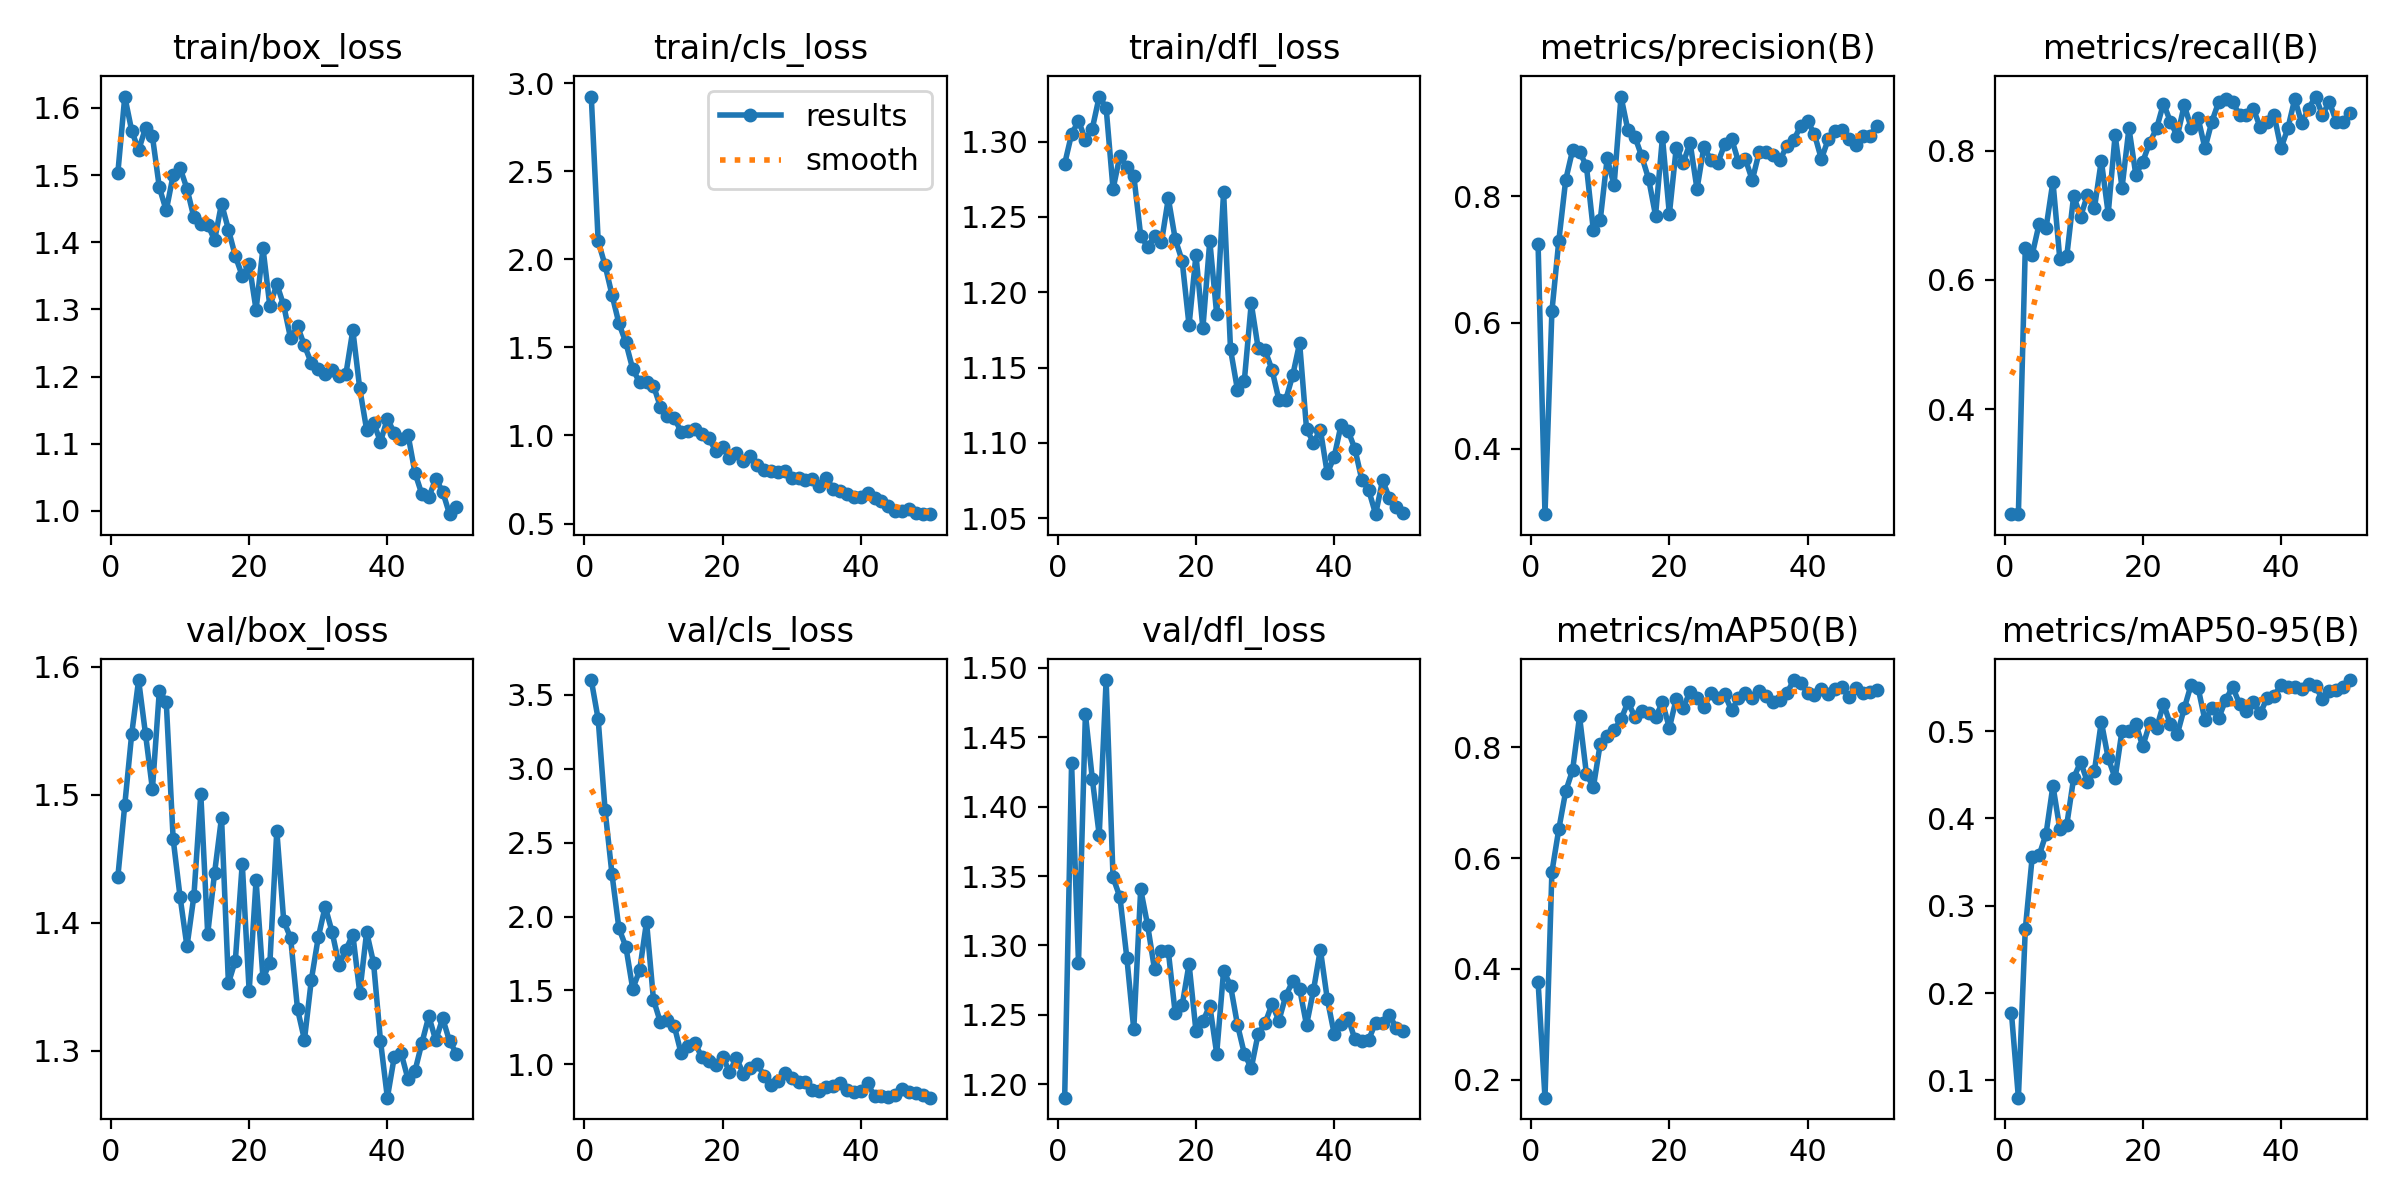 train/box_loss
1.6
1.5
1.4
1.3
1.2
1.1
1.0
0 20 40
train/cls_loss
results
smooth
3.0
2.5
2.0
1.5
1.0
0.5
0 20 40
train/dfl_loss
1.30
1.25
1.20
1.15
1.10
1.05
0 20 40
metrics/precision(B)
0.8
0.6
0.4
0 20 40
metrics/recall(B)
0.8
0.6
0.4
0 20 40
val/box_loss
1.6
1.5
1.4
1.3
0 20 40
val/cls_loss
3.5
3.0
2.5
2.0
1.5
1.0
0 20 40
val/dfl_loss
1.50
1.45
1.40
1.35
1.30
1.25
1.20
0 20 40
metrics/mAP50(B)
0.8
0.6
0.4
0.2
0 20 40
metrics/mAP50-95(B)
0.5
0.4
0.3
0.2
0.1
0 20 40